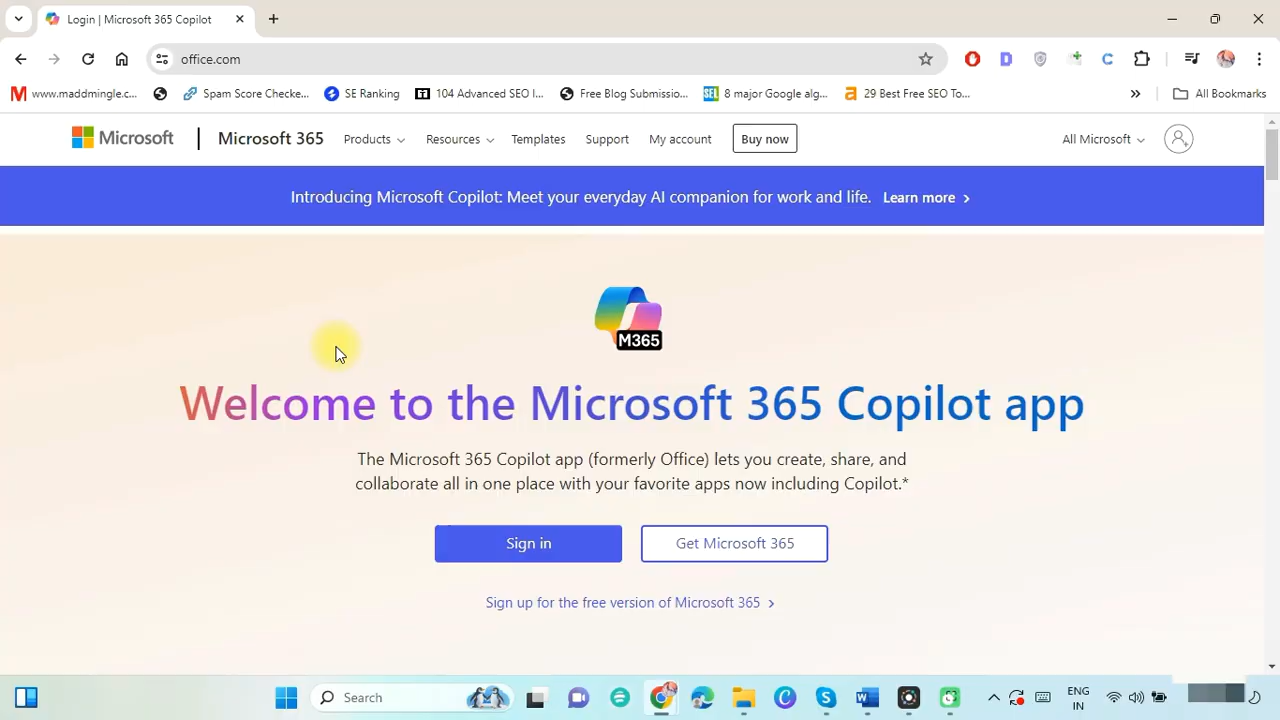 Login | Microsoft 365 Copilot
office.com
www.maddmingle.c...
Spam Score Checke...
SE Ranking
104 Advanced SEO I...
Free Blog Submissio...
SEL
8 major Google alg...
29 Best Free SEO To...
All Bookmarks
Microsoft
Microsoft 365
Products
Resources
Templates
Support
My account
Buy now
All Microsoft
Introducing Microsoft Copilot: Meet your everyday AI companion for work and life. Learn more
M365
Welcome to the Microsoft 365 Copilot app
The Microsoft 365 Copilot app (formerly Office) lets you create, share, and
collaborate all in one place with your favorite apps now including Copilot.*
Sign in
Get Microsoft 365
Sign up for the free version of Microsoft 365
Search
ENG
IN